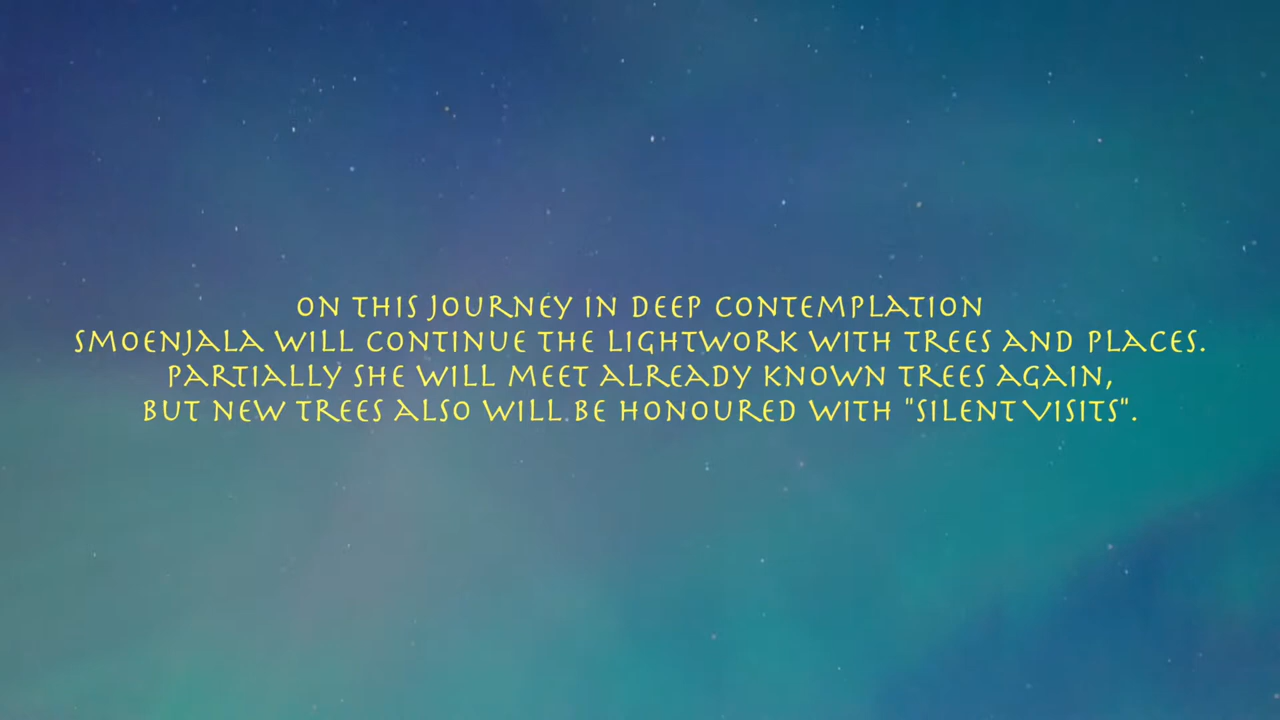 ON THIS JOURNEY IN DEEP CONTEMPLATION
SMOENJALA WILL CONTINUE THE LIGHTWORK WITH TREES AND PLACES.
PARTIALLY SHE WILL MEET ALREADY KNOWN TREES AGAIN,
BUT NEW TREES ALSO WILL BE HONOURED WITH "SILENT VISITS".